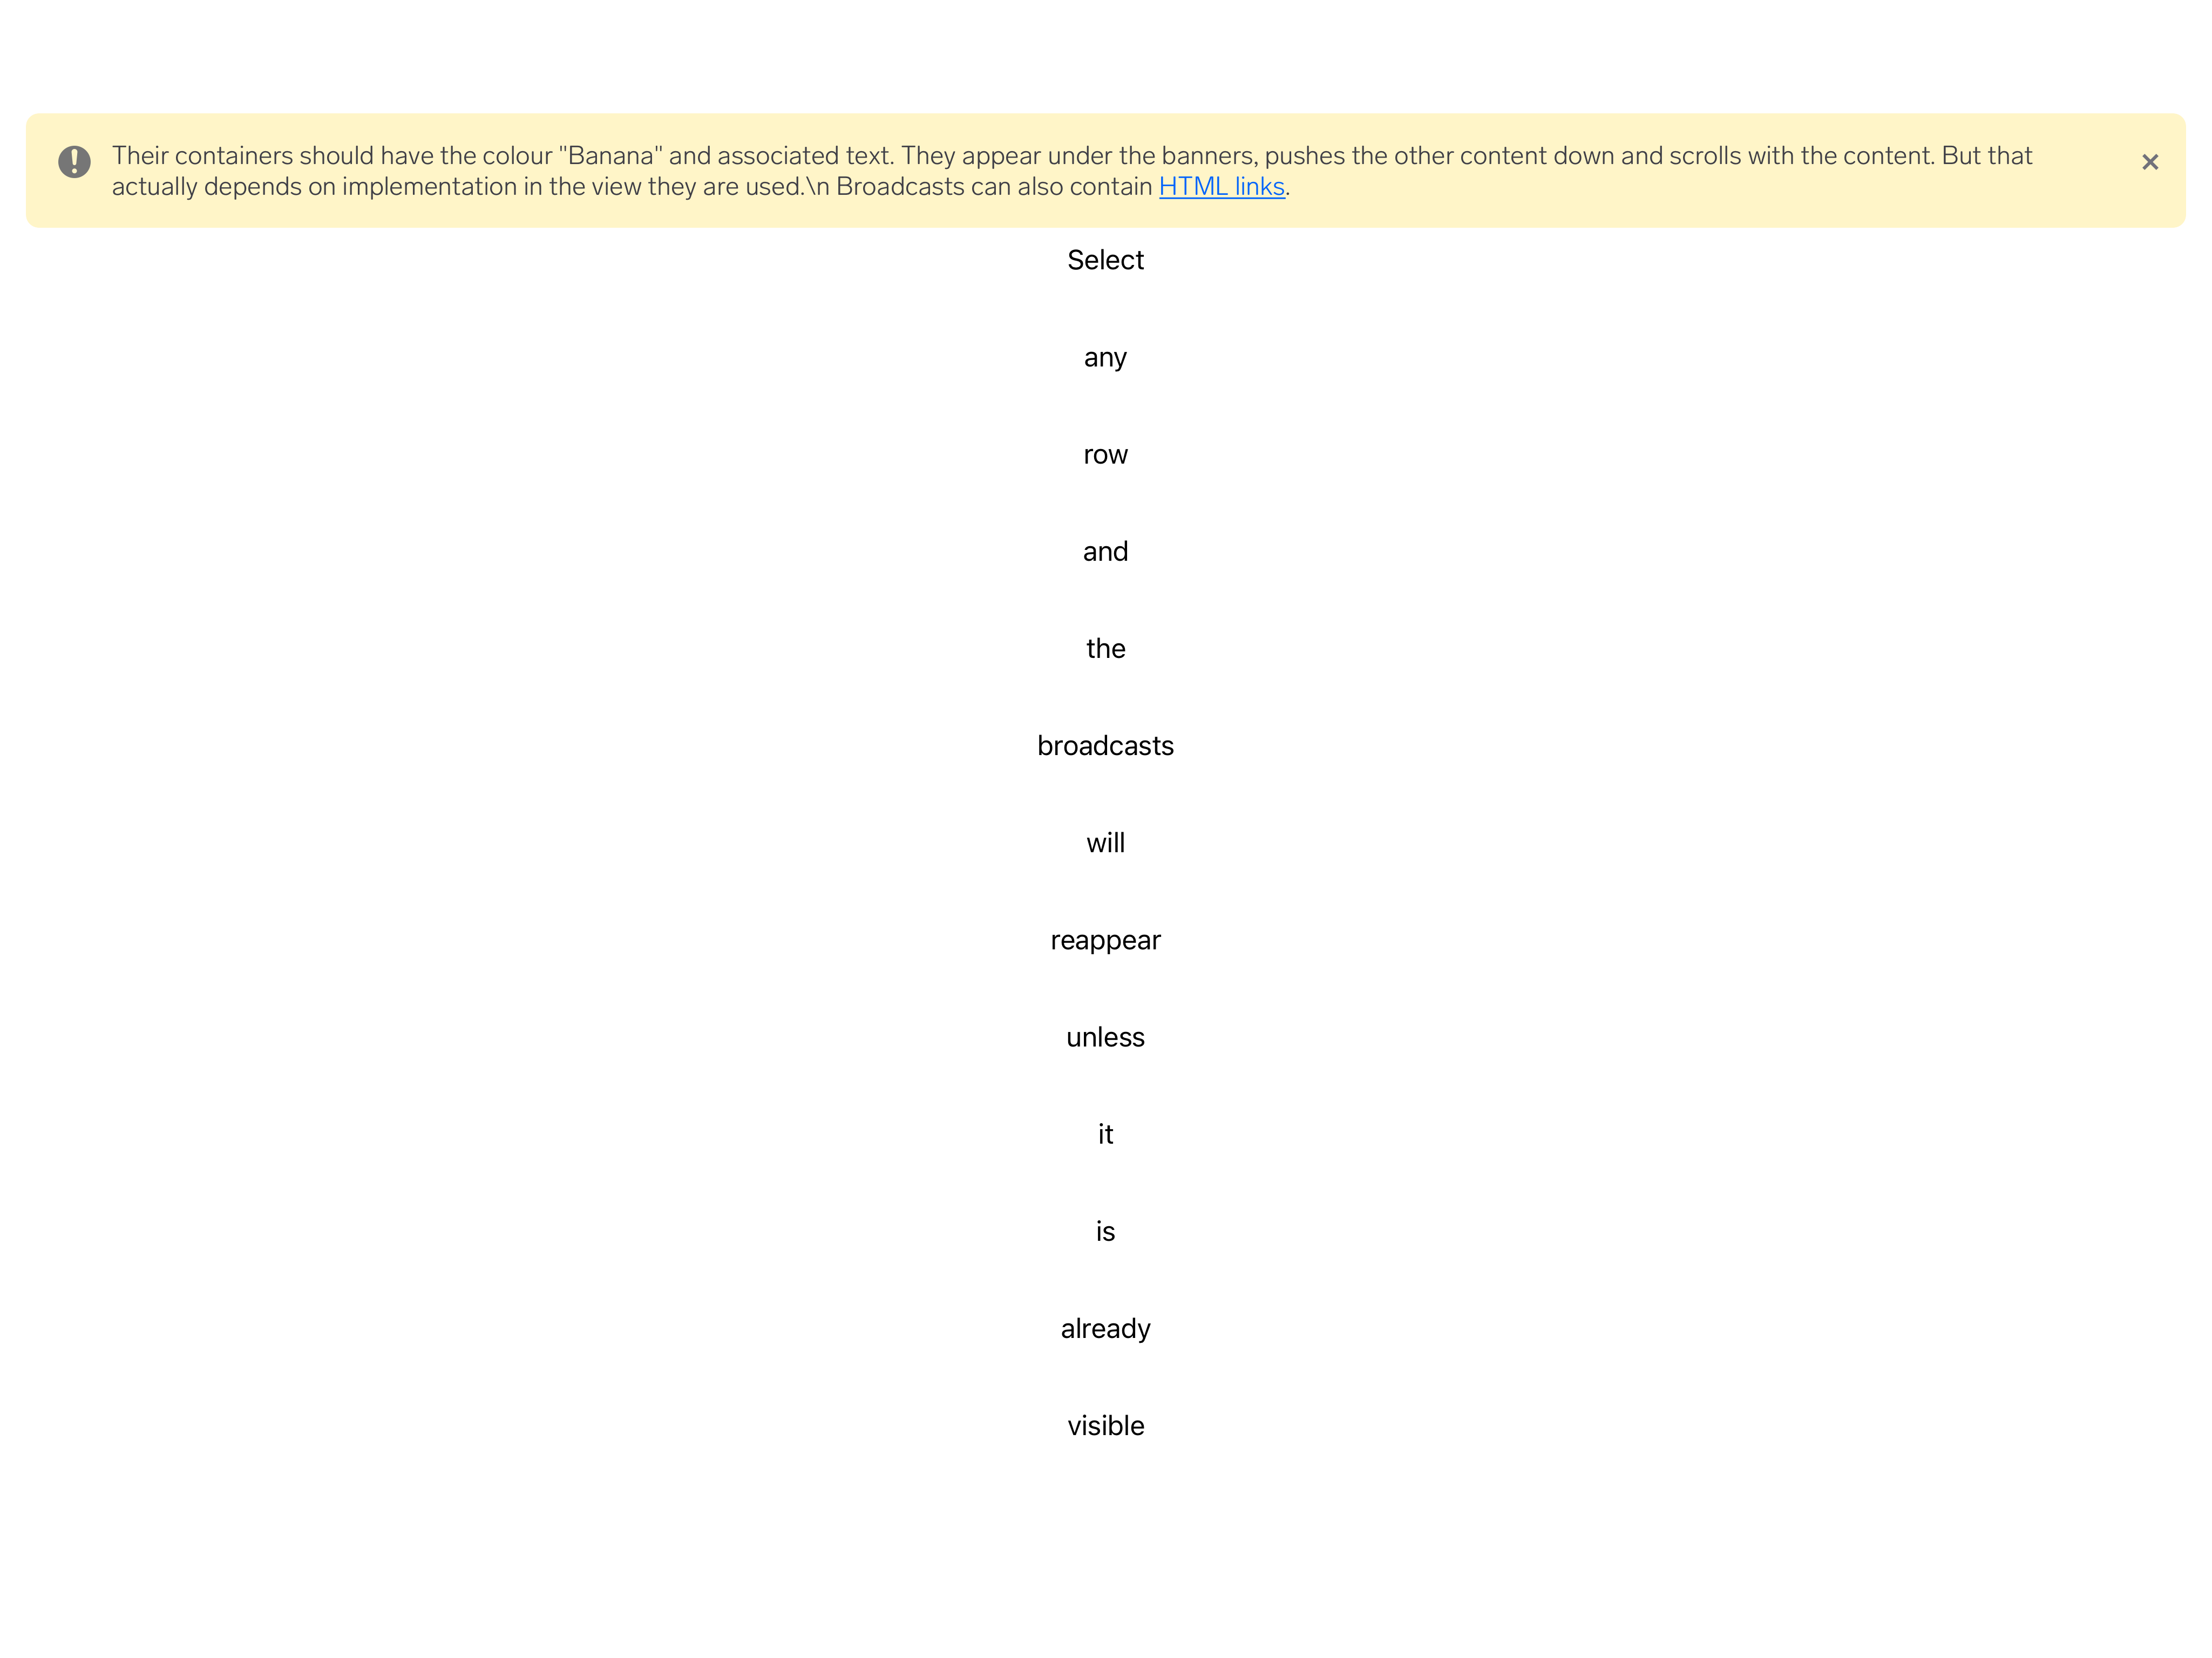 Their containers should have the colour "Banana" and associated text. They appear under the banners, pushes the other content down and scrolls with the content. But that
actually depends on implementation in the view they are used.\n Broadcasts can also contain HTML links.
Select
any
row
and
the
broadcasts
will
reappear
unless
it
is
already
visible